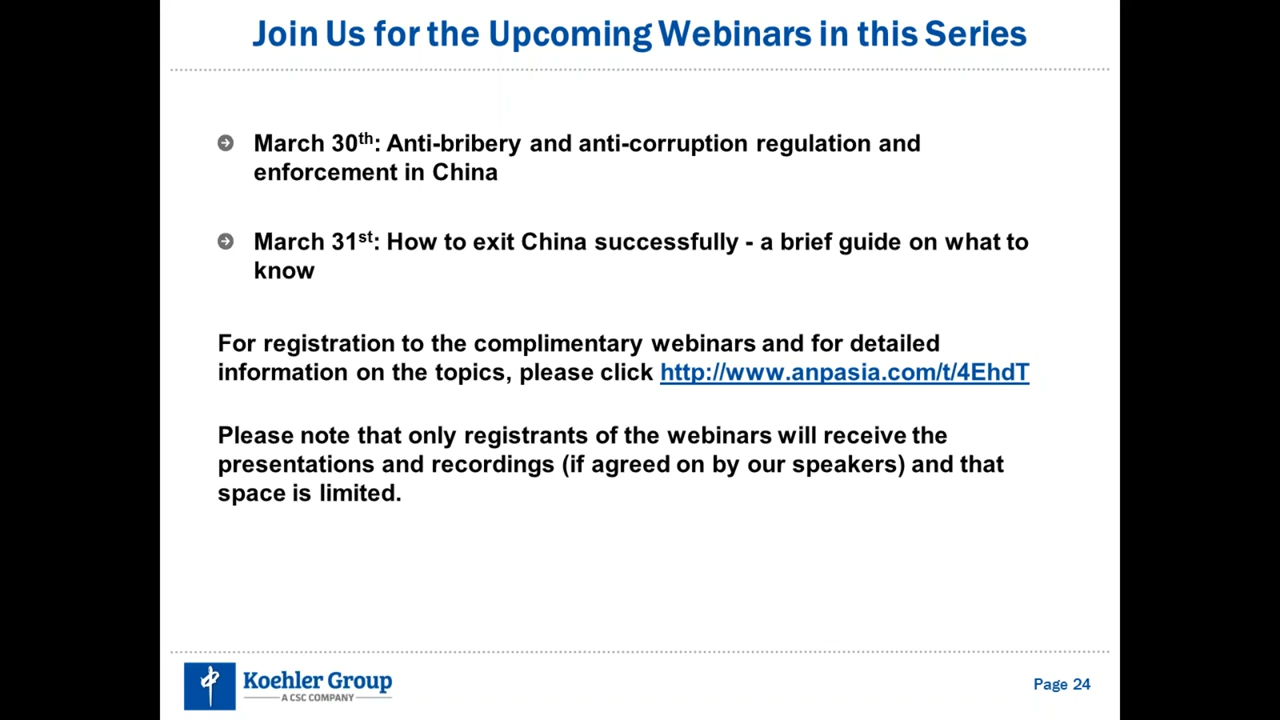 Join Us for the Upcoming Webinars in this Series
March 30th: Anti-bribery and anti-corruption regulation and
enforcement in China
March 31st: How to exit China successfully - a brief guide on what to
know
For registration to the complimentary webinars and for detailed
information on the topics, please click http://www.anpasia.com/t/4EhdT
Please note that only registrants of the webinars will receive the
presentations and recordings (if agreed on by our speakers) and that
space is limited.
Koehler Group
A CSC COMPANY
Page 24